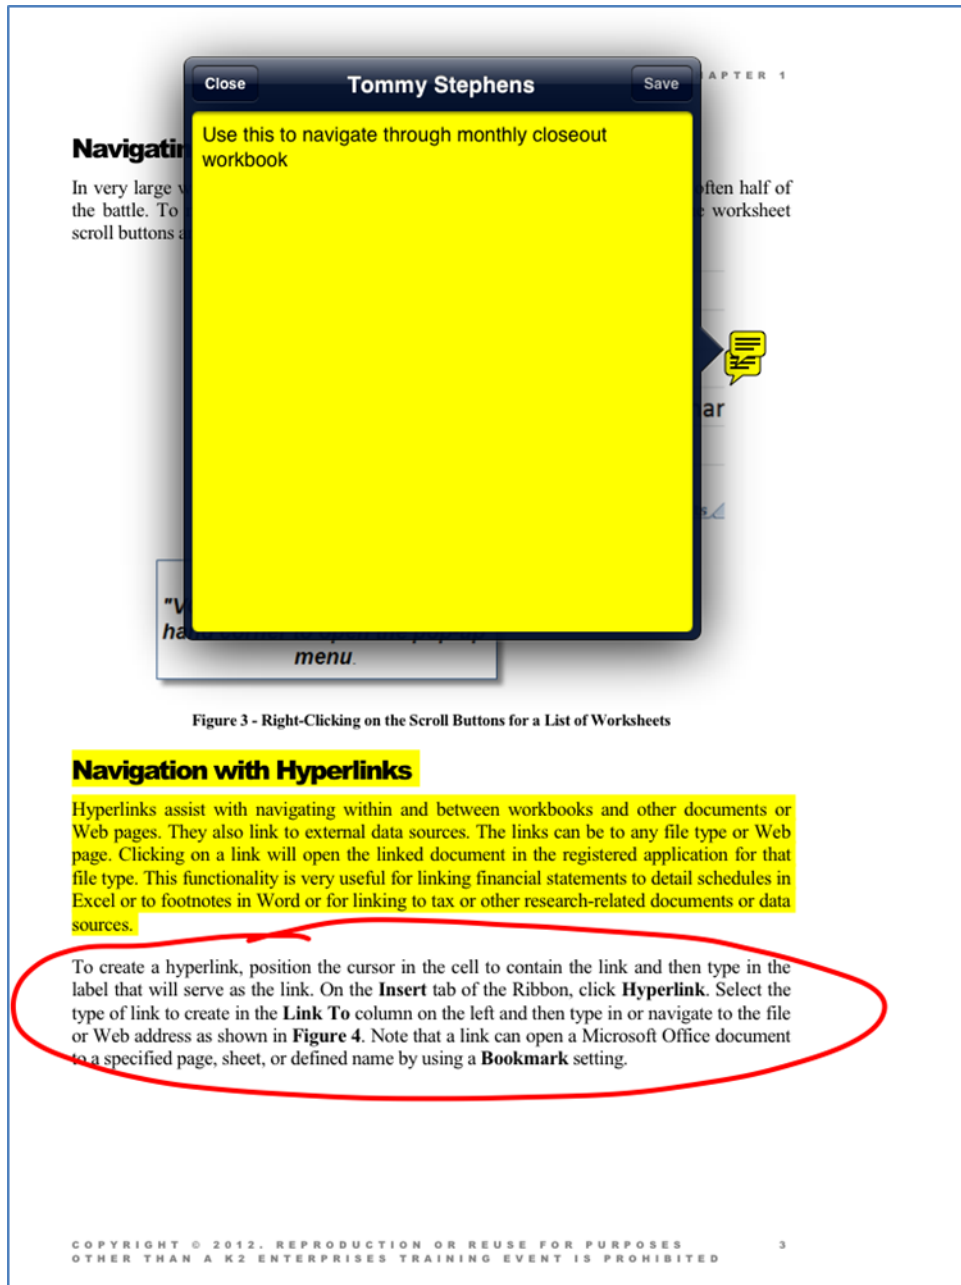 APTER 1
Close
Tommy Stephens
Save
Use this to navigate through monthly closeout
workbook
Navigatin
In very large often half of
the battle. To worksheet
scroll buttons
ar
s
"V
hand corner to open the pop-up
menu.
Figure 3 - Right-Clicking on the Scroll Buttons for a List of Worksheets
Navigation with Hyperlinks
Hyperlinks assist with navigating within and between workbooks and other documents or
Web pages. They also link to external data sources. The links can be to any file type or Web
page. Clicking on a link will open the linked document in the registered application for that
file type. This functionality is very useful for linking financial statements to detail schedules in
Excel or to footnotes in Word or for linking to tax or other research-related documents or data
sources.
To create a hyperlink, position the cursor in the cell to contain the link and then type in the
label that will serve as the link. On the Insert tab of the Ribbon, click Hyperlink. Select the
type of link to create in the Link To column on the left and then type in or navigate to the file
or Web address as shown in Figure 4. Note that a link can open a Microsoft Office document
to a specified page, sheet, or defined name by using a Bookmark setting.
COPYRIGHT © 2012. REPRODUCTION OR REUSE FOR PURPOSES 3
OTHER THAN A K2 ENTERPRISES TRAINING EVENT IS PROHIBITED